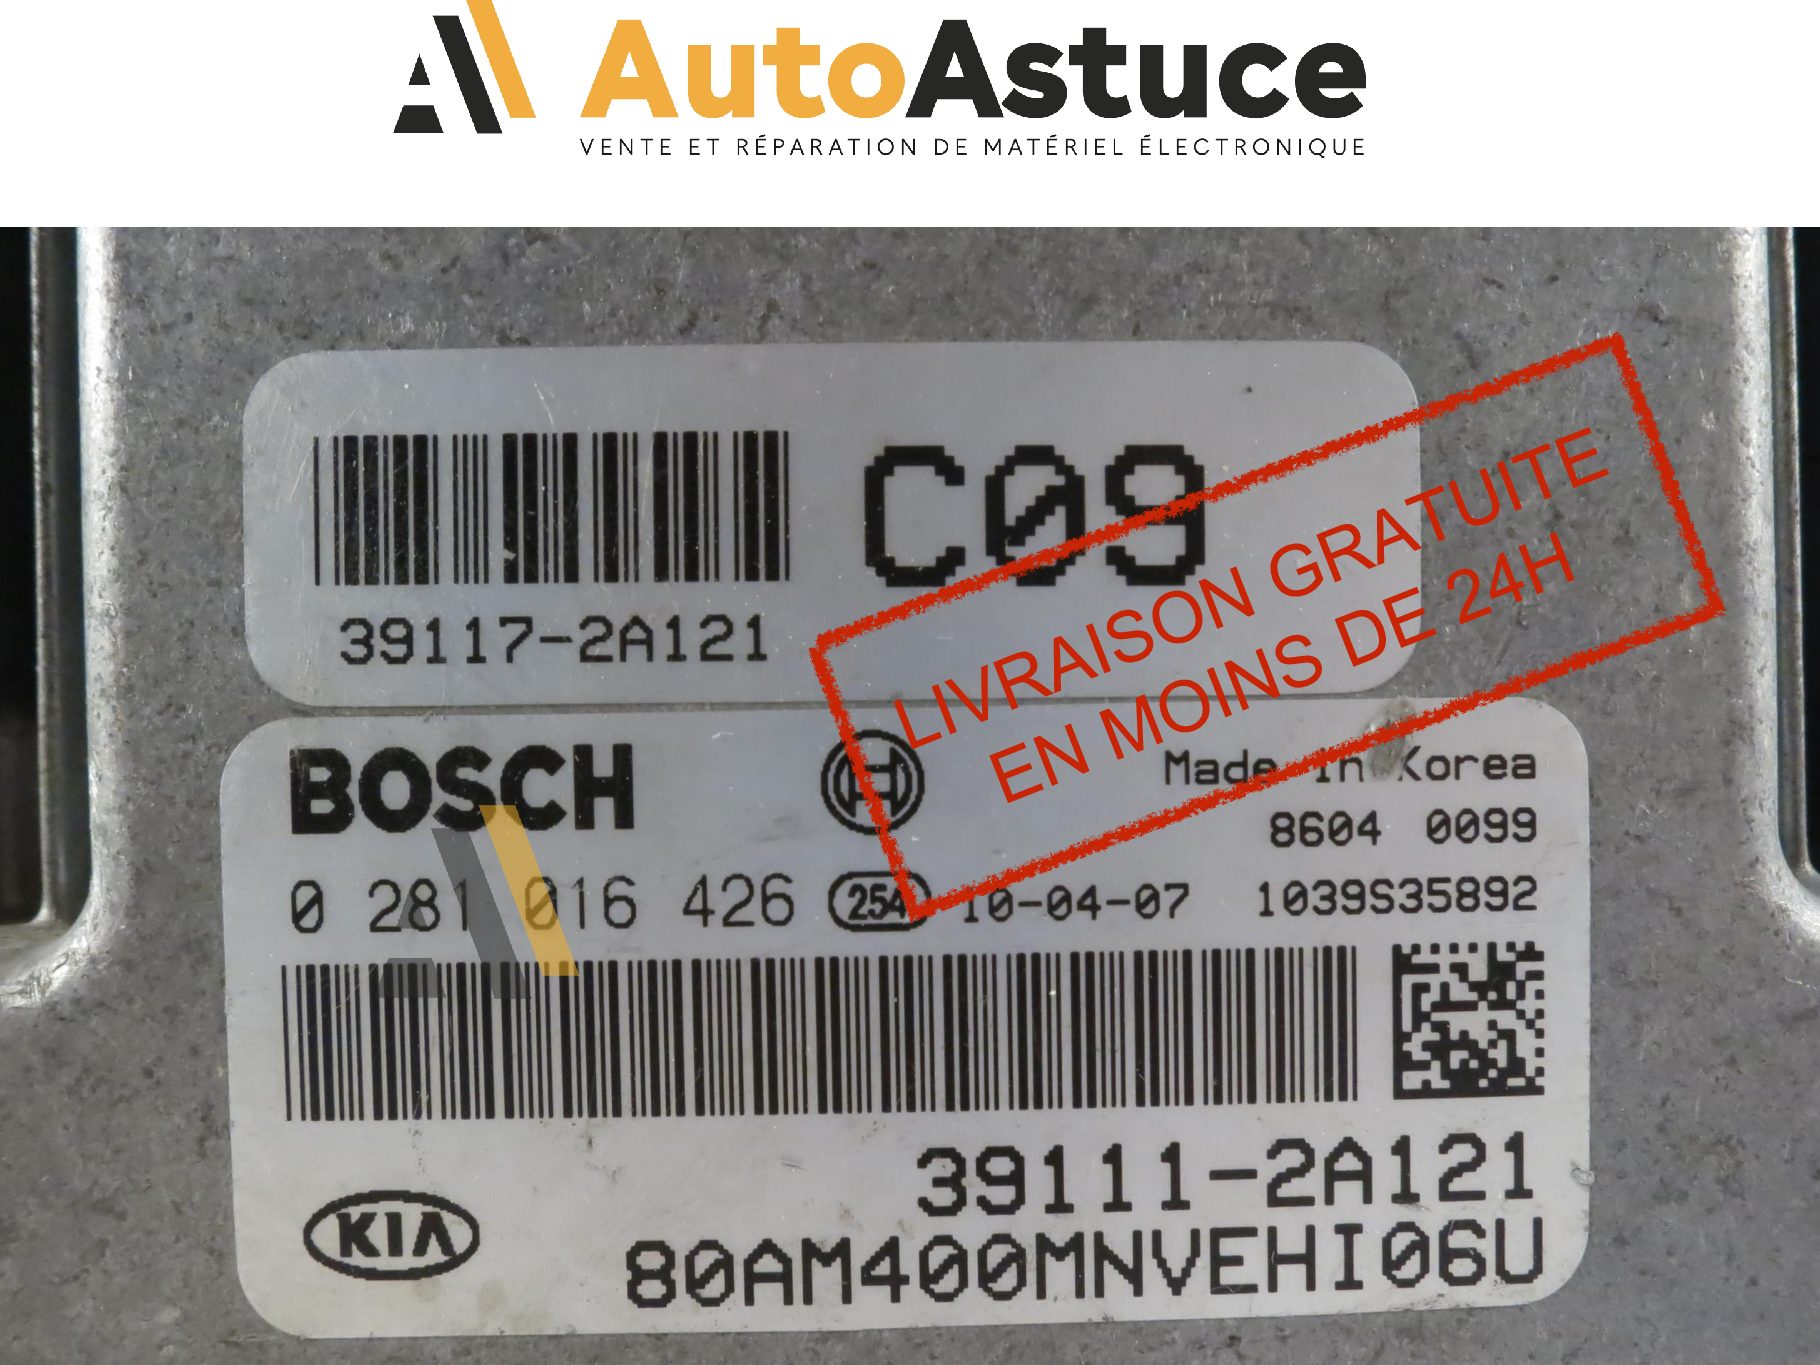 AutoAstuce
VENTE ET RÉPARATION DE MATÉRIEL ÉLECTRONIQUE
C09
39117-2A121
LIVRAISON GRATUITE
EN MOINS DE 24H
BOSCH
Made in Korea
8604 0099
0 281 016 426 254 10-04-07 1039S35892
39111-2A121
KIA
80AM400MNVEHI06U